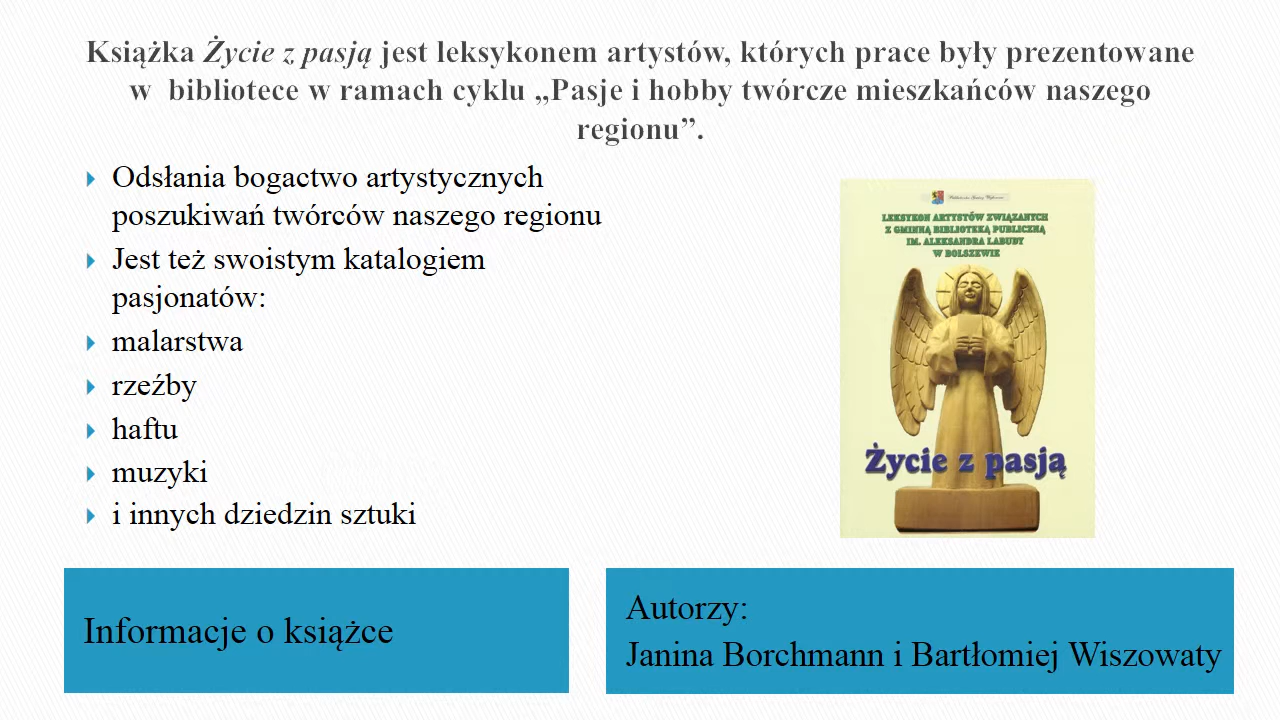 Książka Życie z pasją jest leksykonem artystów, których prace były prezentowane
w bibliotece w ramach cyklu „Pasje i hobby twórcze mieszkańców naszego
regionu”.
Odsłania bogactwo artystycznych
poszukiwań twórców naszego regionu
Jest też swoistym katalogiem
pasjonatów:
malarstwa
rzeźby
haftu
muzyki
i innych dziedzin sztuki
LEKSYKON ARTYSTÓW ZWIĄZANYCH
Z GMINNĄ BIBLIOTEKĄ PUBLICZNĄ
IM. ALEKSANDRA LABUDY
W BOLSZEWIE
Życie z pasją
Informacje o książce
Autorzy:
Janina Borchmann i Bartłomiej Wiszowaty